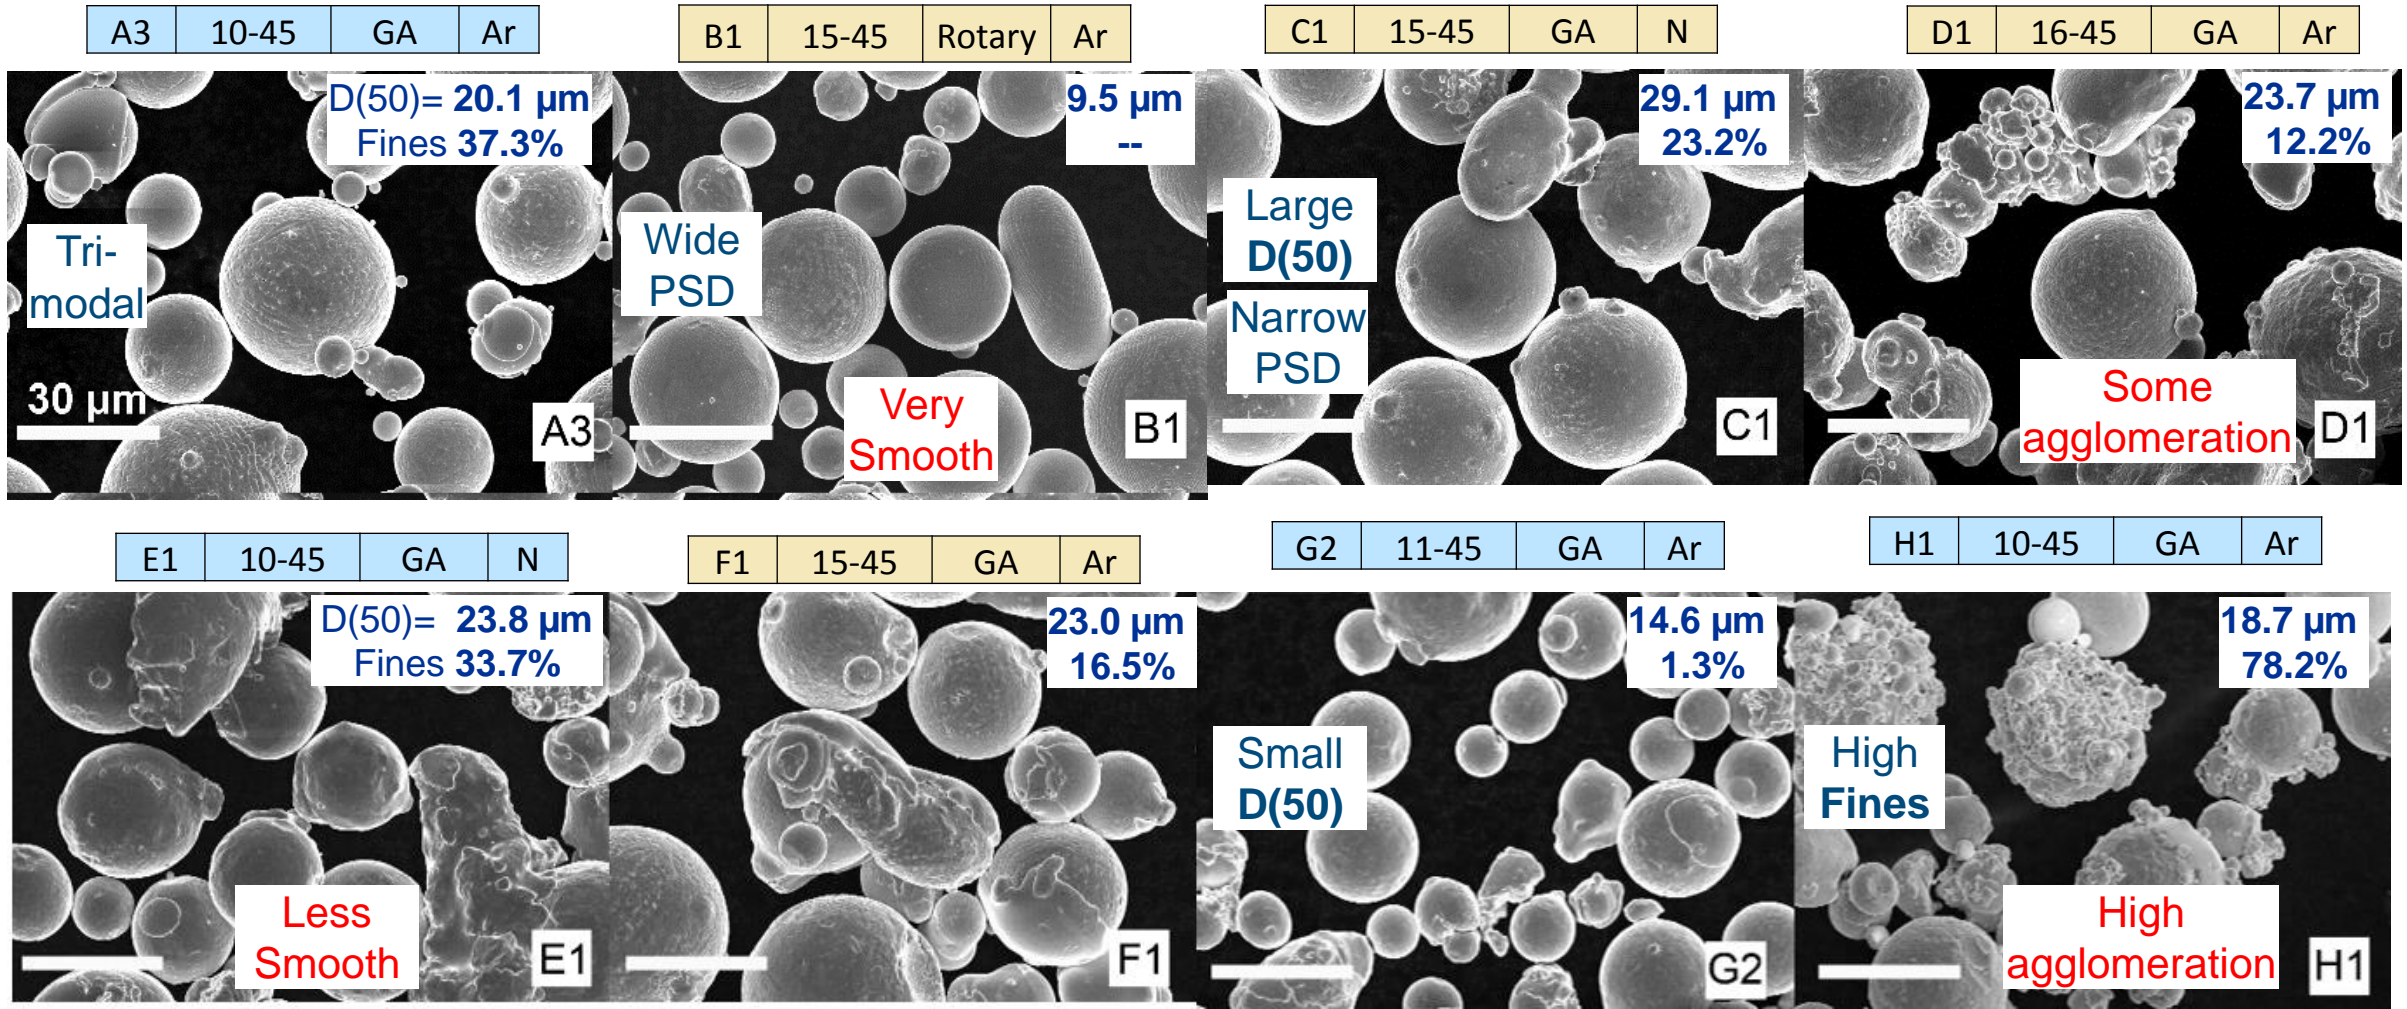 A3 10-45 GA Ar
B1 15-45 Rotary Ar
C1 15-45 GA N
D1 16-45 GA Ar
D(50)= 20.1 µm
Fines 37.3%
Tri-
modal
30 µm
A3
9.5 µm
--
Wide
PSD
Very
Smooth
B1
29.1 µm
23.2%
Large
D(50)
Narrow
PSD
C1
23.7 µm
12.2%
Some
agglomeration
D1
E1 10-45 GA N
F1 15-45 GA Ar
G2 11-45 GA Ar
H1 10-45 GA Ar
D(50)= 23.8 µm
Fines 33.7%
Less
Smooth
E1
23.0 µm
16.5%
F1
14.6 µm
1.3%
Small
D(50)
G2
18.7 µm
78.2%
High
Fines
High
agglomeration
H1